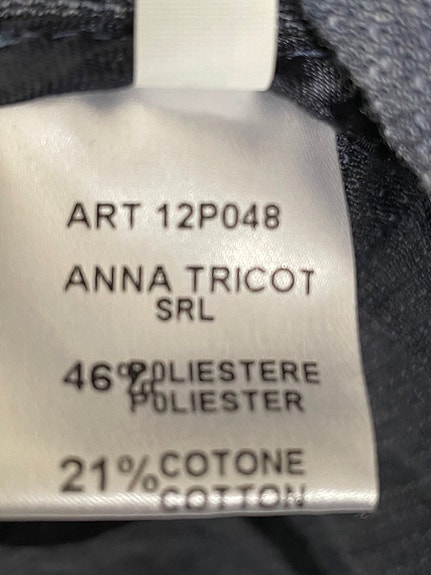 ART 12P048
ANNA TRICOT
SRL
46% POLIESTERE
POLIESTER
21% COTONE
COTTON